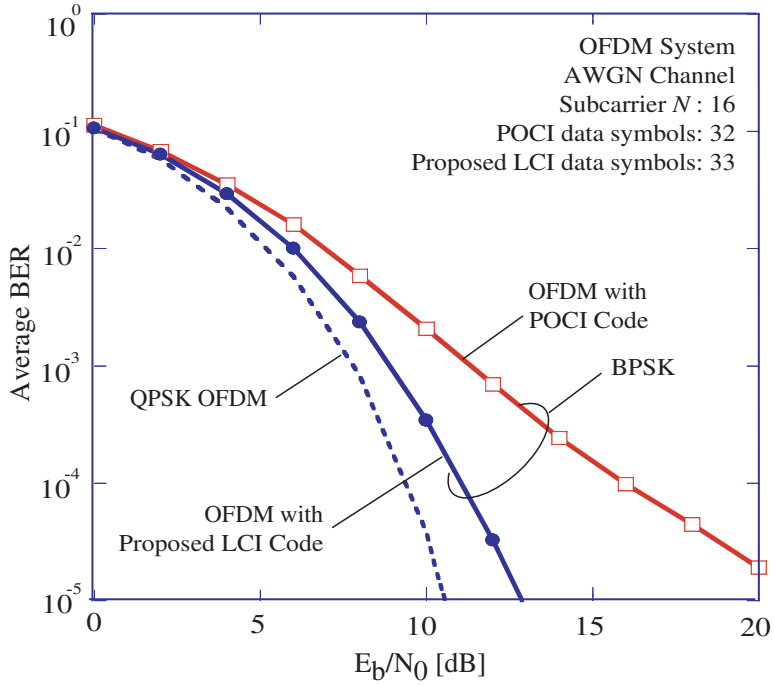 10^0
10^-1
10^-2
10^-3
10^-4
10^-5
Average BER
OFDM System
AWGN Channel
Subcarrier N : 16
POCI data symbols: 32
Proposed LCI data symbols: 33
OFDM with
POCI Code
BPSK
QPSK OFDM
OFDM with
Proposed LCI Code
0
5
10
15
20
E_b/N_0 [dB]